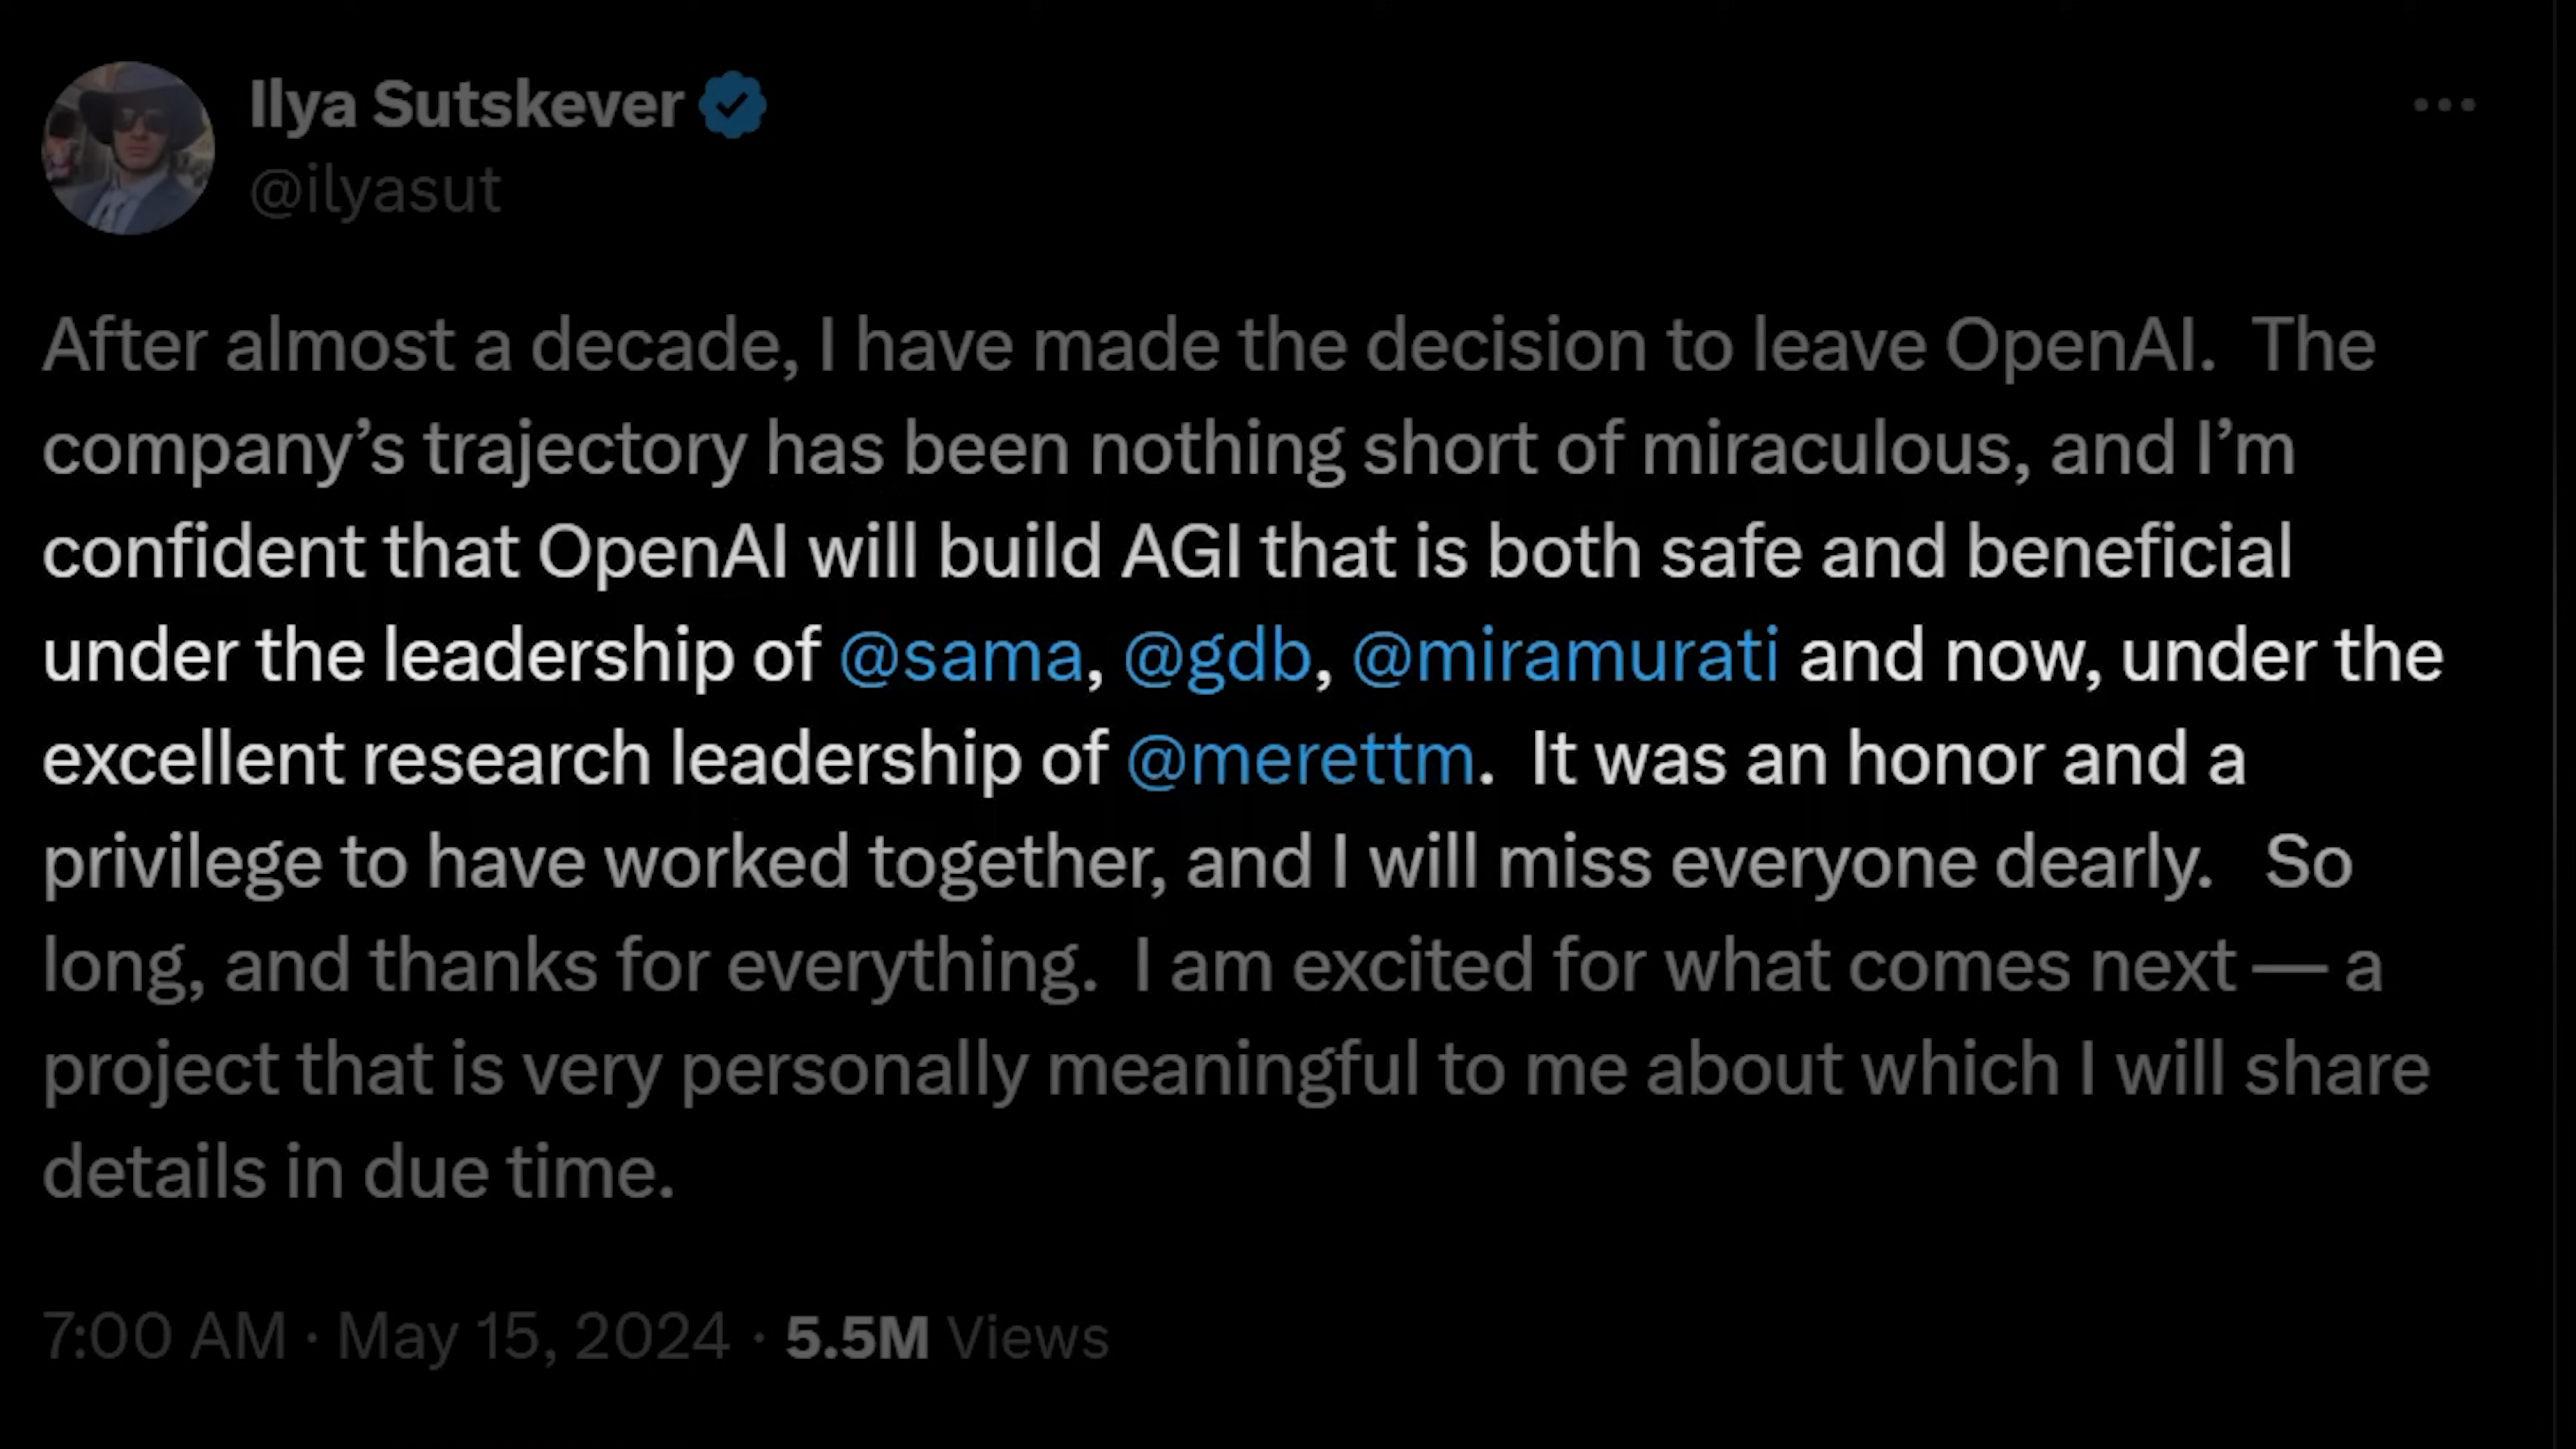 Ilya Sutskever
@ilyasut
After almost a decade, I have made the decision to leave OpenAI.  The
company’s trajectory has been nothing short of miraculous, and I’m
confident that OpenAI will build AGI that is both safe and beneficial
under the leadership of @sama, @gdb, @miramurati and now, under the
excellent research leadership of @merettm.  It was an honor and a
privilege to have worked together, and I will miss everyone dearly.   So
long, and thanks for everything.  I am excited for what comes next — a
project that is very personally meaningful to me about which I will share
details in due time.
7:00 AM · May 15, 2024 · 5.5M Views